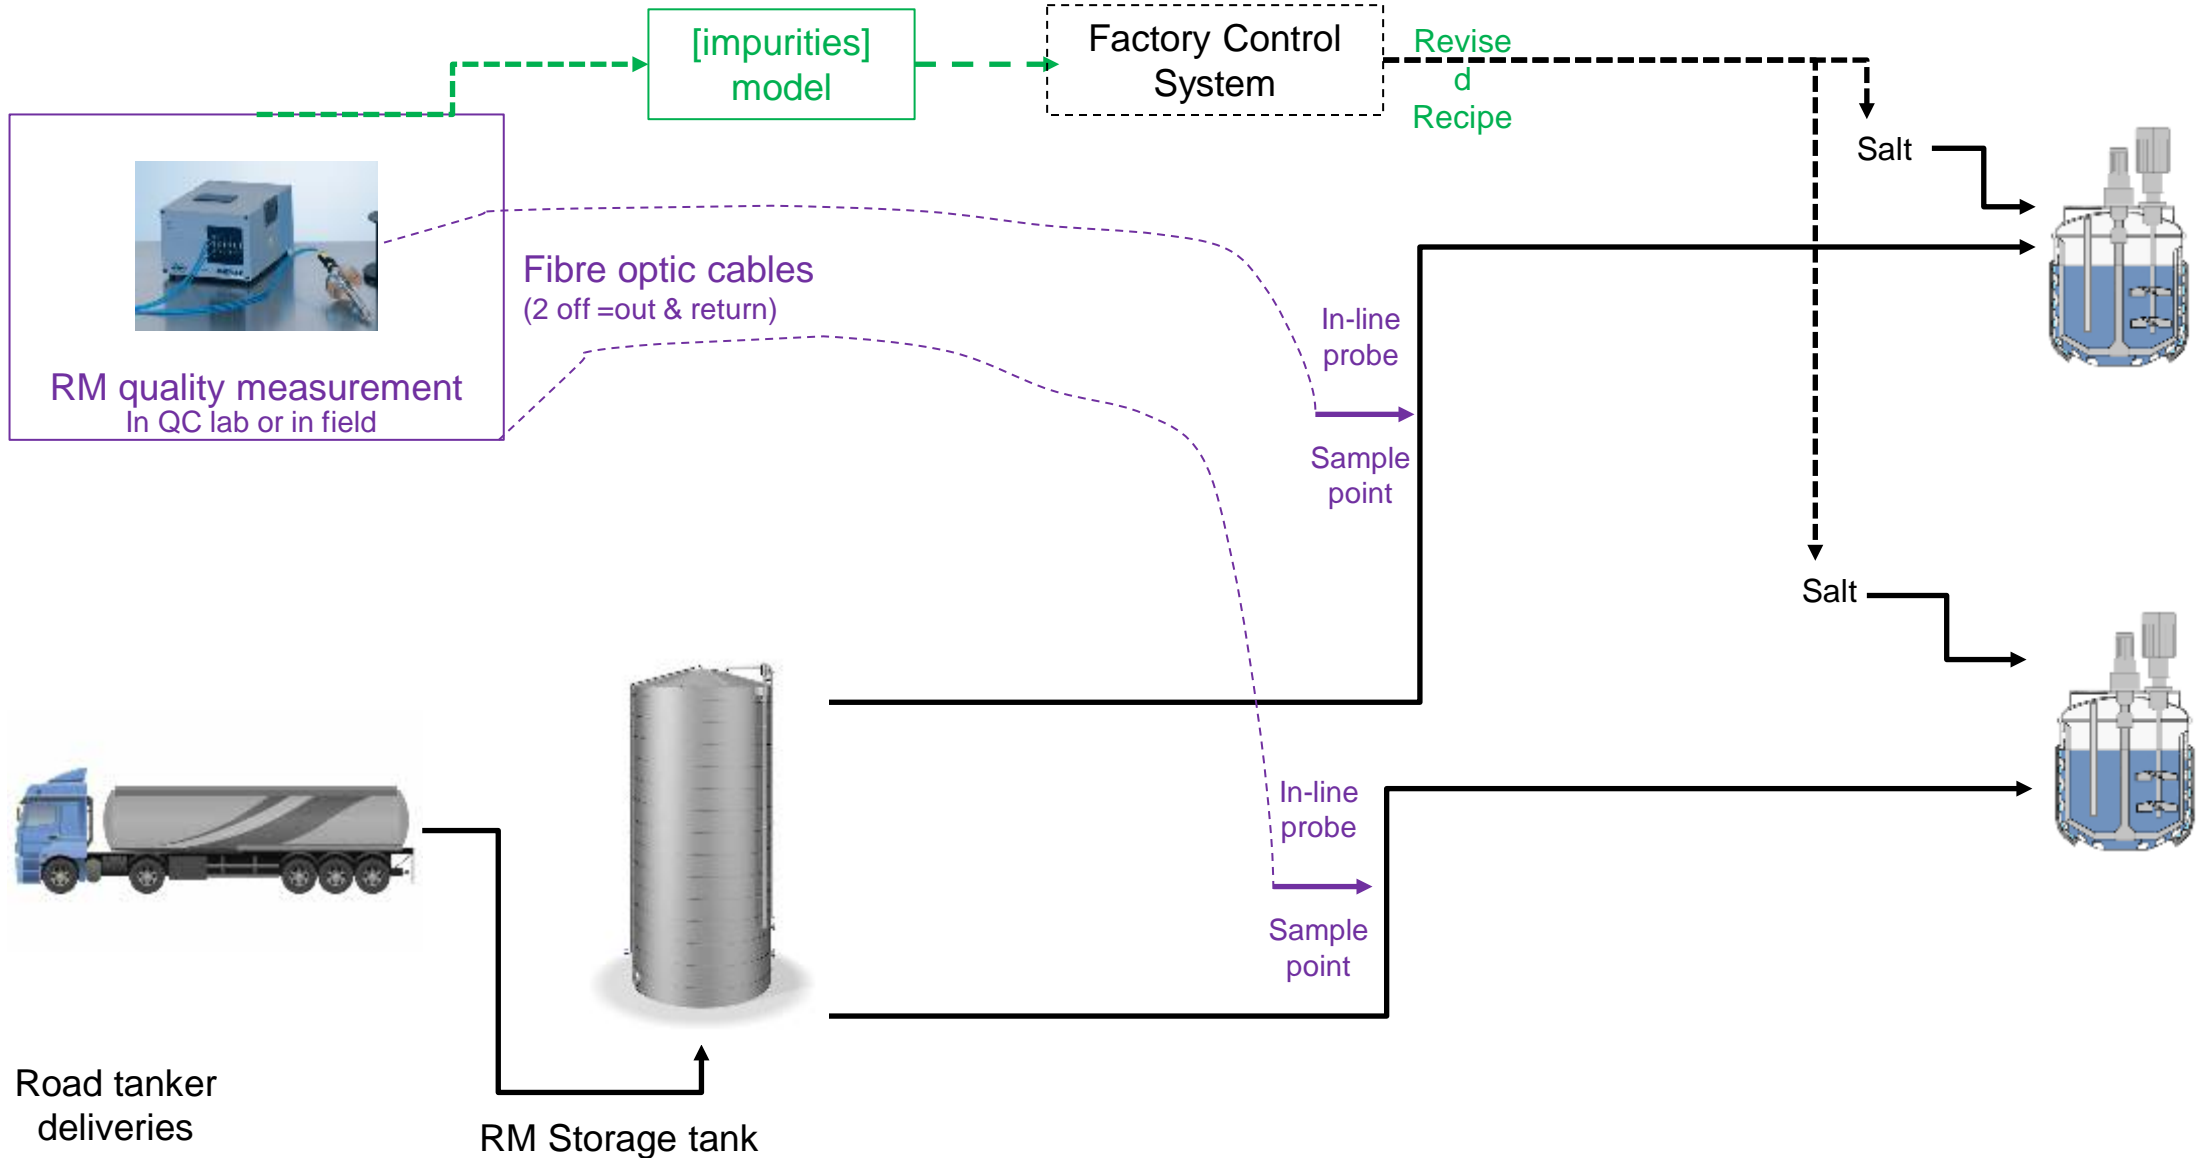 [impurities]
model
Factory Control
System
Revise
d
Recipe
Salt
Fibre optic cables
(2 off =out & return)
RM quality measurement
In QC lab or in field
In-line
probe
Sample
point
Salt
In-line
probe
Sample
point
Road tanker
deliveries
RM Storage tank